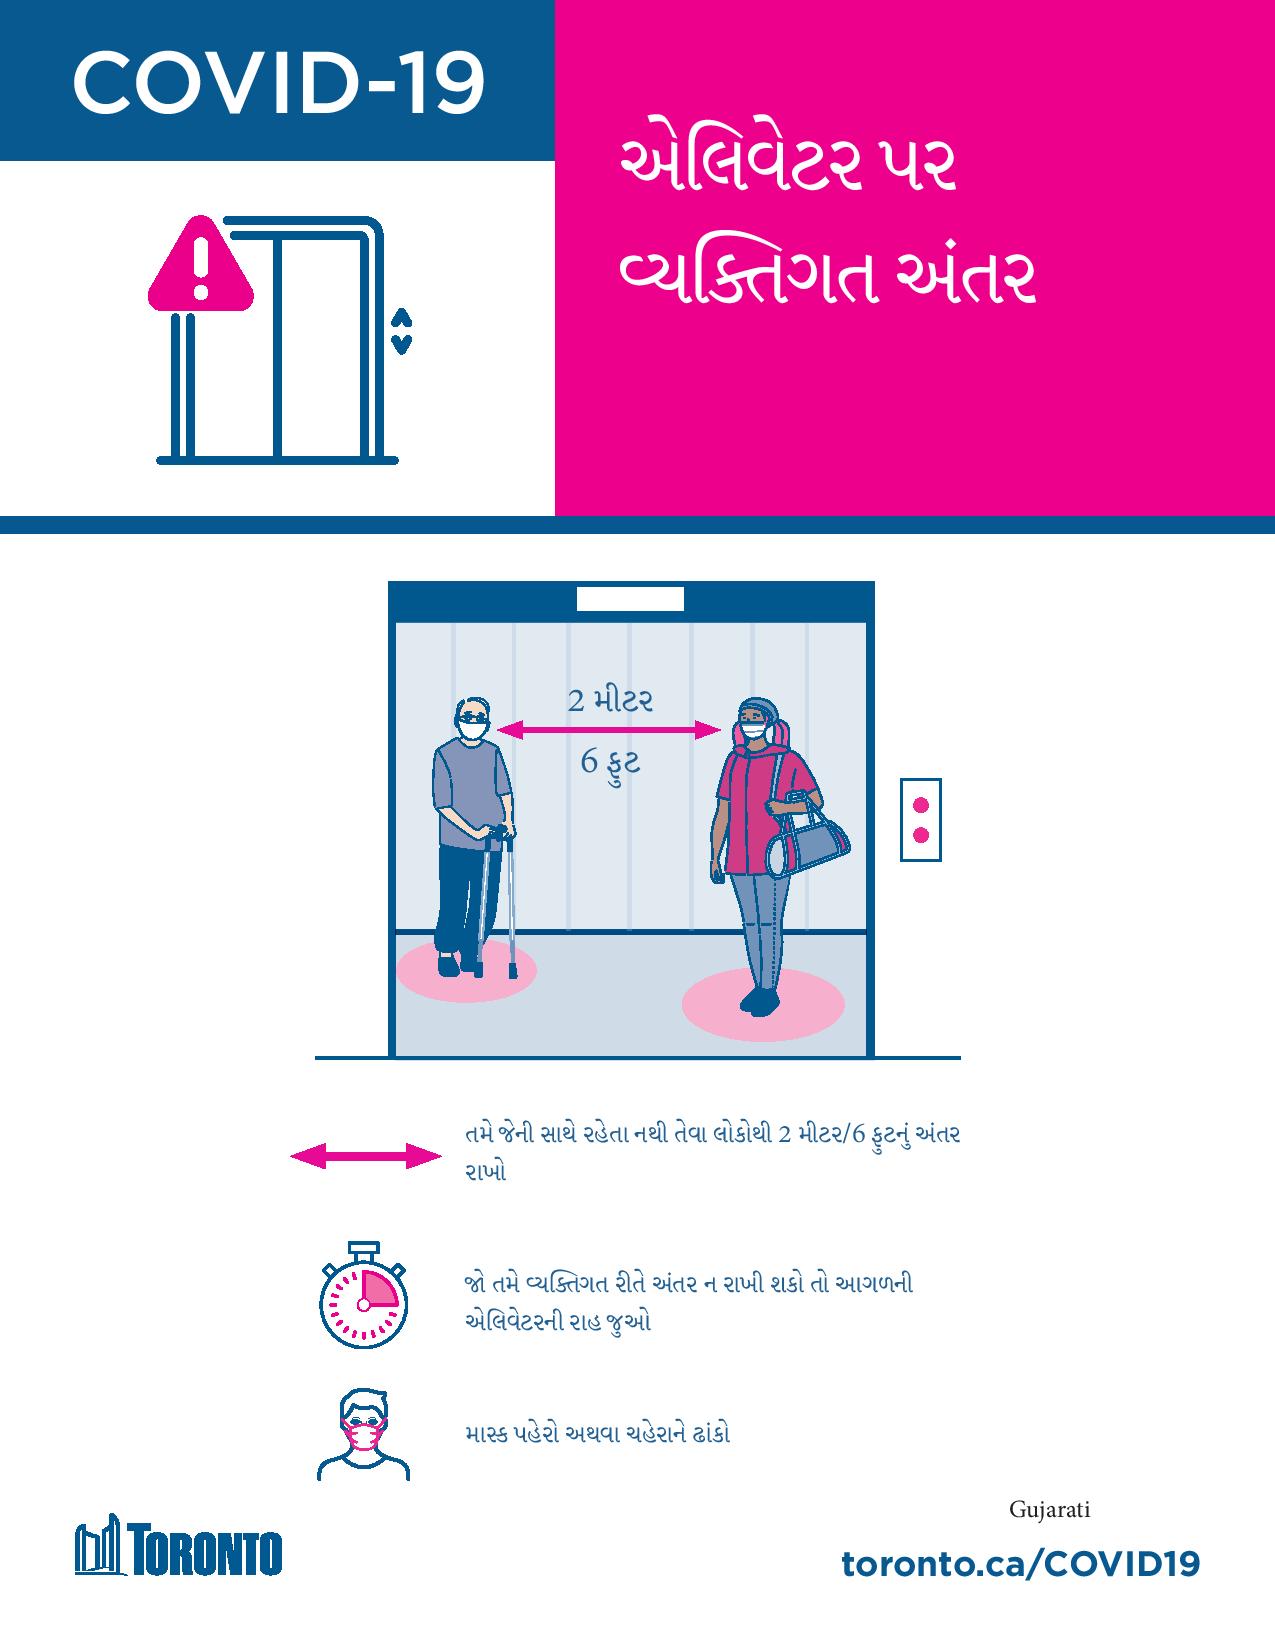 COVID-19
એલિવેટર પર
વ્યક્તિગત અંતર
2 મીટર
6 ફુટ
તમે જેની સાથે રહેતા નથી તેવા લોકોથી 2 મીટર/6 ફુટનું અંતર
રાખો
જો તમે વ્યક્તિગત રીતે અંતર ન રાખી શકો તો આગળની
એલિવેટરની રાહ જુઓ
માસ્ક પહેરો અથવા ચહેરાને ઢાંકો
Gujarati
TORONTO
toronto.ca/COVID19